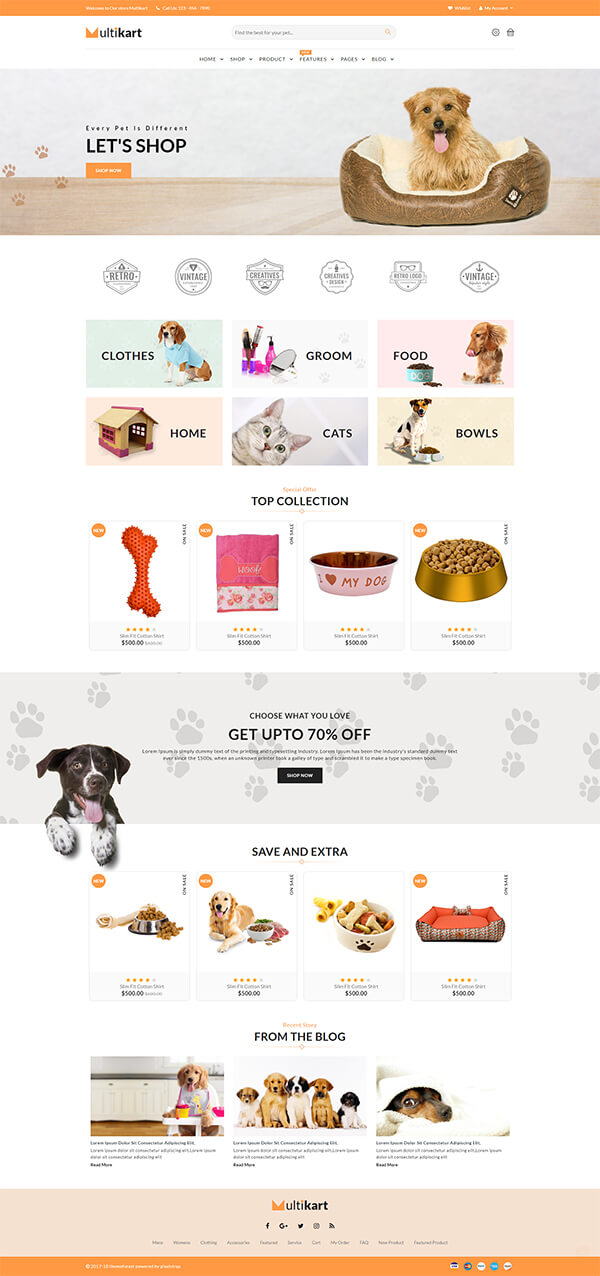 Welcome to Our store Multikart
Call Us: 123 - 456 - 7890
Wishlist
My Account
Multikart
Find the best for your pet...
NEW
HOME SHOP PRODUCT FEATURES PAGES BLOG
Every Pet Is Different
LET'S SHOP
SHOP NOW
RETRO
VINTAGE
CREATIVES
CREATIVES
DESIGN
RETRO LOGO
VINTAGE
CLOTHES
GROOM
FOOD
DOG
HOME
CATS
BOWLS
Special Offer
TOP COLLECTION
NEW
ON SALE
Slim Fit Cotton Shirt
$500.00 $600.00
NEW
WOOF!
Slim Fit Cotton Shirt
$500.00
I MY DOG
Slim Fit Cotton Shirt
$500.00
NEW
ON SALE
Slim Fit Cotton Shirt
$500.00
CHOOSE WHAT YOU LOVE
GET UPTO 70% OFF
Lorem Ipsum is simply dummy text of the printing and typesetting industry. Lorem Ipsum has been the industry's standard dummy text
ever since the 1500s, when an unknown printer took a galley of type and scrambled it to make a type specimen book.
SHOP NOW
SAVE AND EXTRA
NEW
ON SALE
Slim Fit Cotton Shirt
$500.00 $600.00
NEW
Slim Fit Cotton Shirt
$500.00
Slim Fit Cotton Shirt
$500.00
NEW
ON SALE
Slim Fit Cotton Shirt
$500.00
Recent Story
FROM THE BLOG
Lorem Ipsum Dolor Sit Consectetur Adipiscing Elit,
Lorem ipsum dolor sit consectetur adipiscing elit,Lorem ipsum
dolor sit consectetur adipiscing elit
Read More
Lorem Ipsum Dolor Sit Consectetur Adipiscing Elit,
Lorem ipsum dolor sit consectetur adipiscing elit,Lorem ipsum
dolor sit consectetur adipiscing elit
Read More
Lorem Ipsum Dolor Sit Consectetur Adipiscing Elit,
Lorem ipsum dolor sit consectetur adipiscing elit,Lorem ipsum
dolor sit consectetur adipiscing elit
Read More
Multikart
Mens Womens Clothing Accessories Featured Service Cart My Order FAQ New Product Featured Product
© 2017-18 themeforest powered by pixelstrap